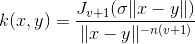 k(x, y) = \frac{J_{v+1}(\sigma\|x - y\|)}{\|x - y\|^{-n(v+1)}}